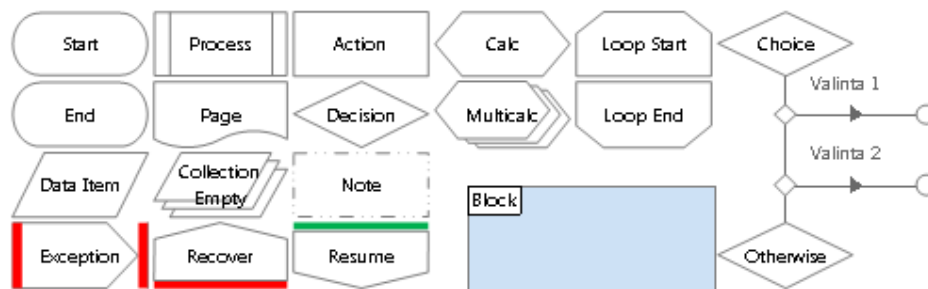 Start
Process
Action
Calc
Loop Start
Choice
Valinta 1
End
Page
Decision
Multicalc
Loop End
Valinta 2
Data Item
Collection
Empty
Note
Block
Exception
Recover
Resume
Otherwise